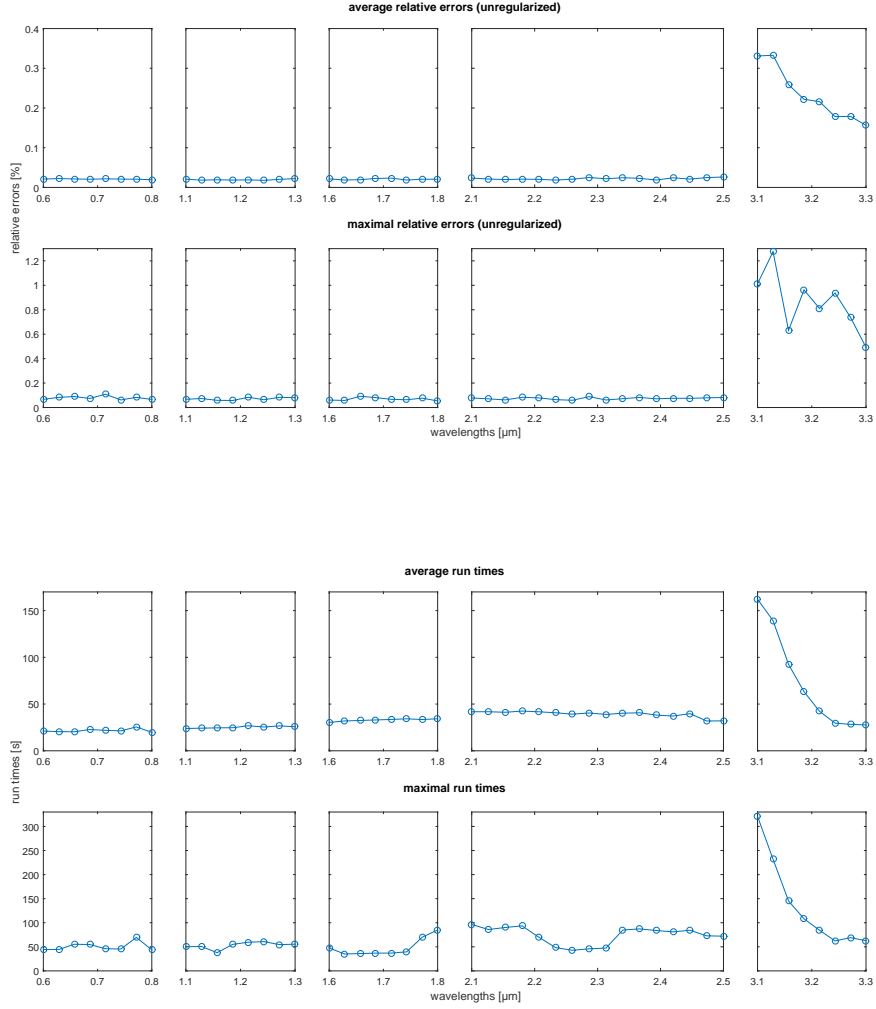 average relative errors (unregularized)
0.4
0.3
0.2
0.1
0
0.6 0.7 0.8 1.1 1.2 1.3 1.6 1.7 1.8 2.1 2.2 2.3 2.4 2.5 3.1 3.2 3.3
relative errors [%]
maximal relative errors (unregularized)
1.2
1
0.8
0.6
0.4
0.2
0
0.6 0.7 0.8 1.1 1.2 1.3 1.6 1.7 1.8 2.1 2.2 2.3 2.4 2.5 3.1 3.2 3.3
wavelengths [µm]
average run times
150
100
50
0
0.6 0.7 0.8 1.1 1.2 1.3 1.6 1.7 1.8 2.1 2.2 2.3 2.4 2.5 3.1 3.2 3.3
run times [s]
maximal run times
300
250
200
150
100
50
0
0.6 0.7 0.8 1.1 1.2 1.3 1.6 1.7 1.8 2.1 2.2 2.3 2.4 2.5 3.1 3.2 3.3
wavelengths [µm]